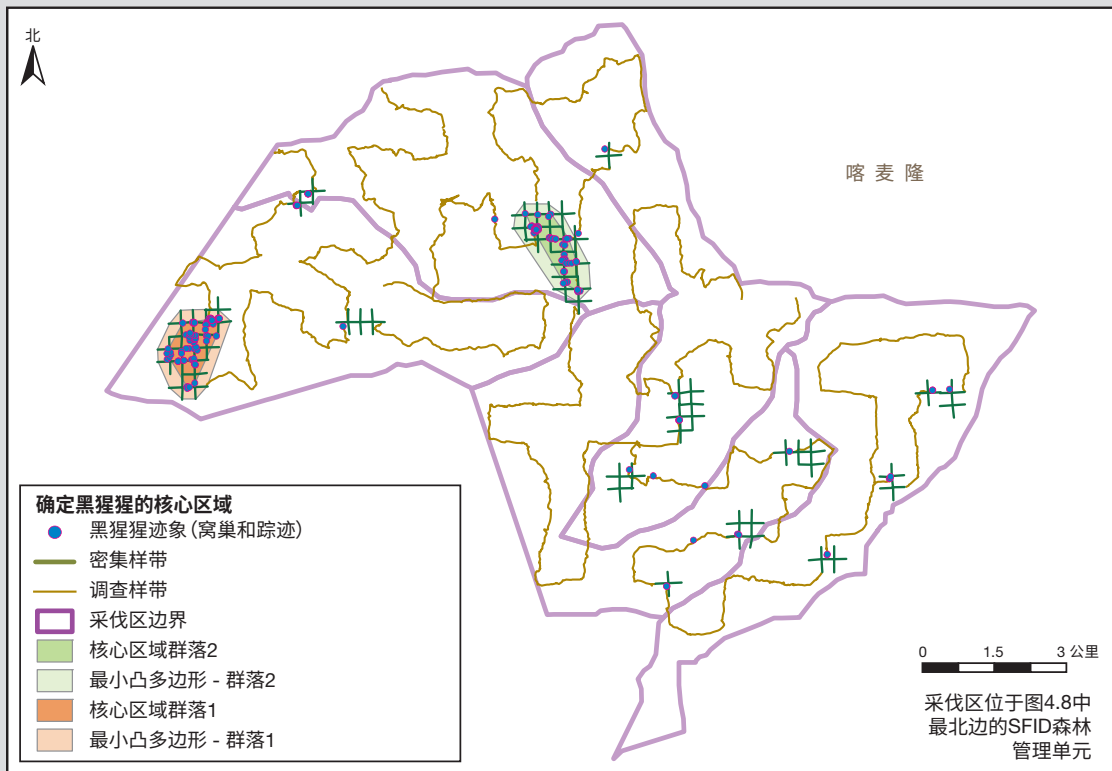 北
喀麦隆
确定黑猩猩的核心区域
黑猩猩迹象（窝巢和踪迹）
密集样带
调查样带
采伐区边界
核心区域群落2
最小凸多边形 - 群落2
核心区域群落1
最小凸多边形 - 群落1
0 1.5 3 公里
采伐区位于图4.8中
最北边的SFID森林
管理单元